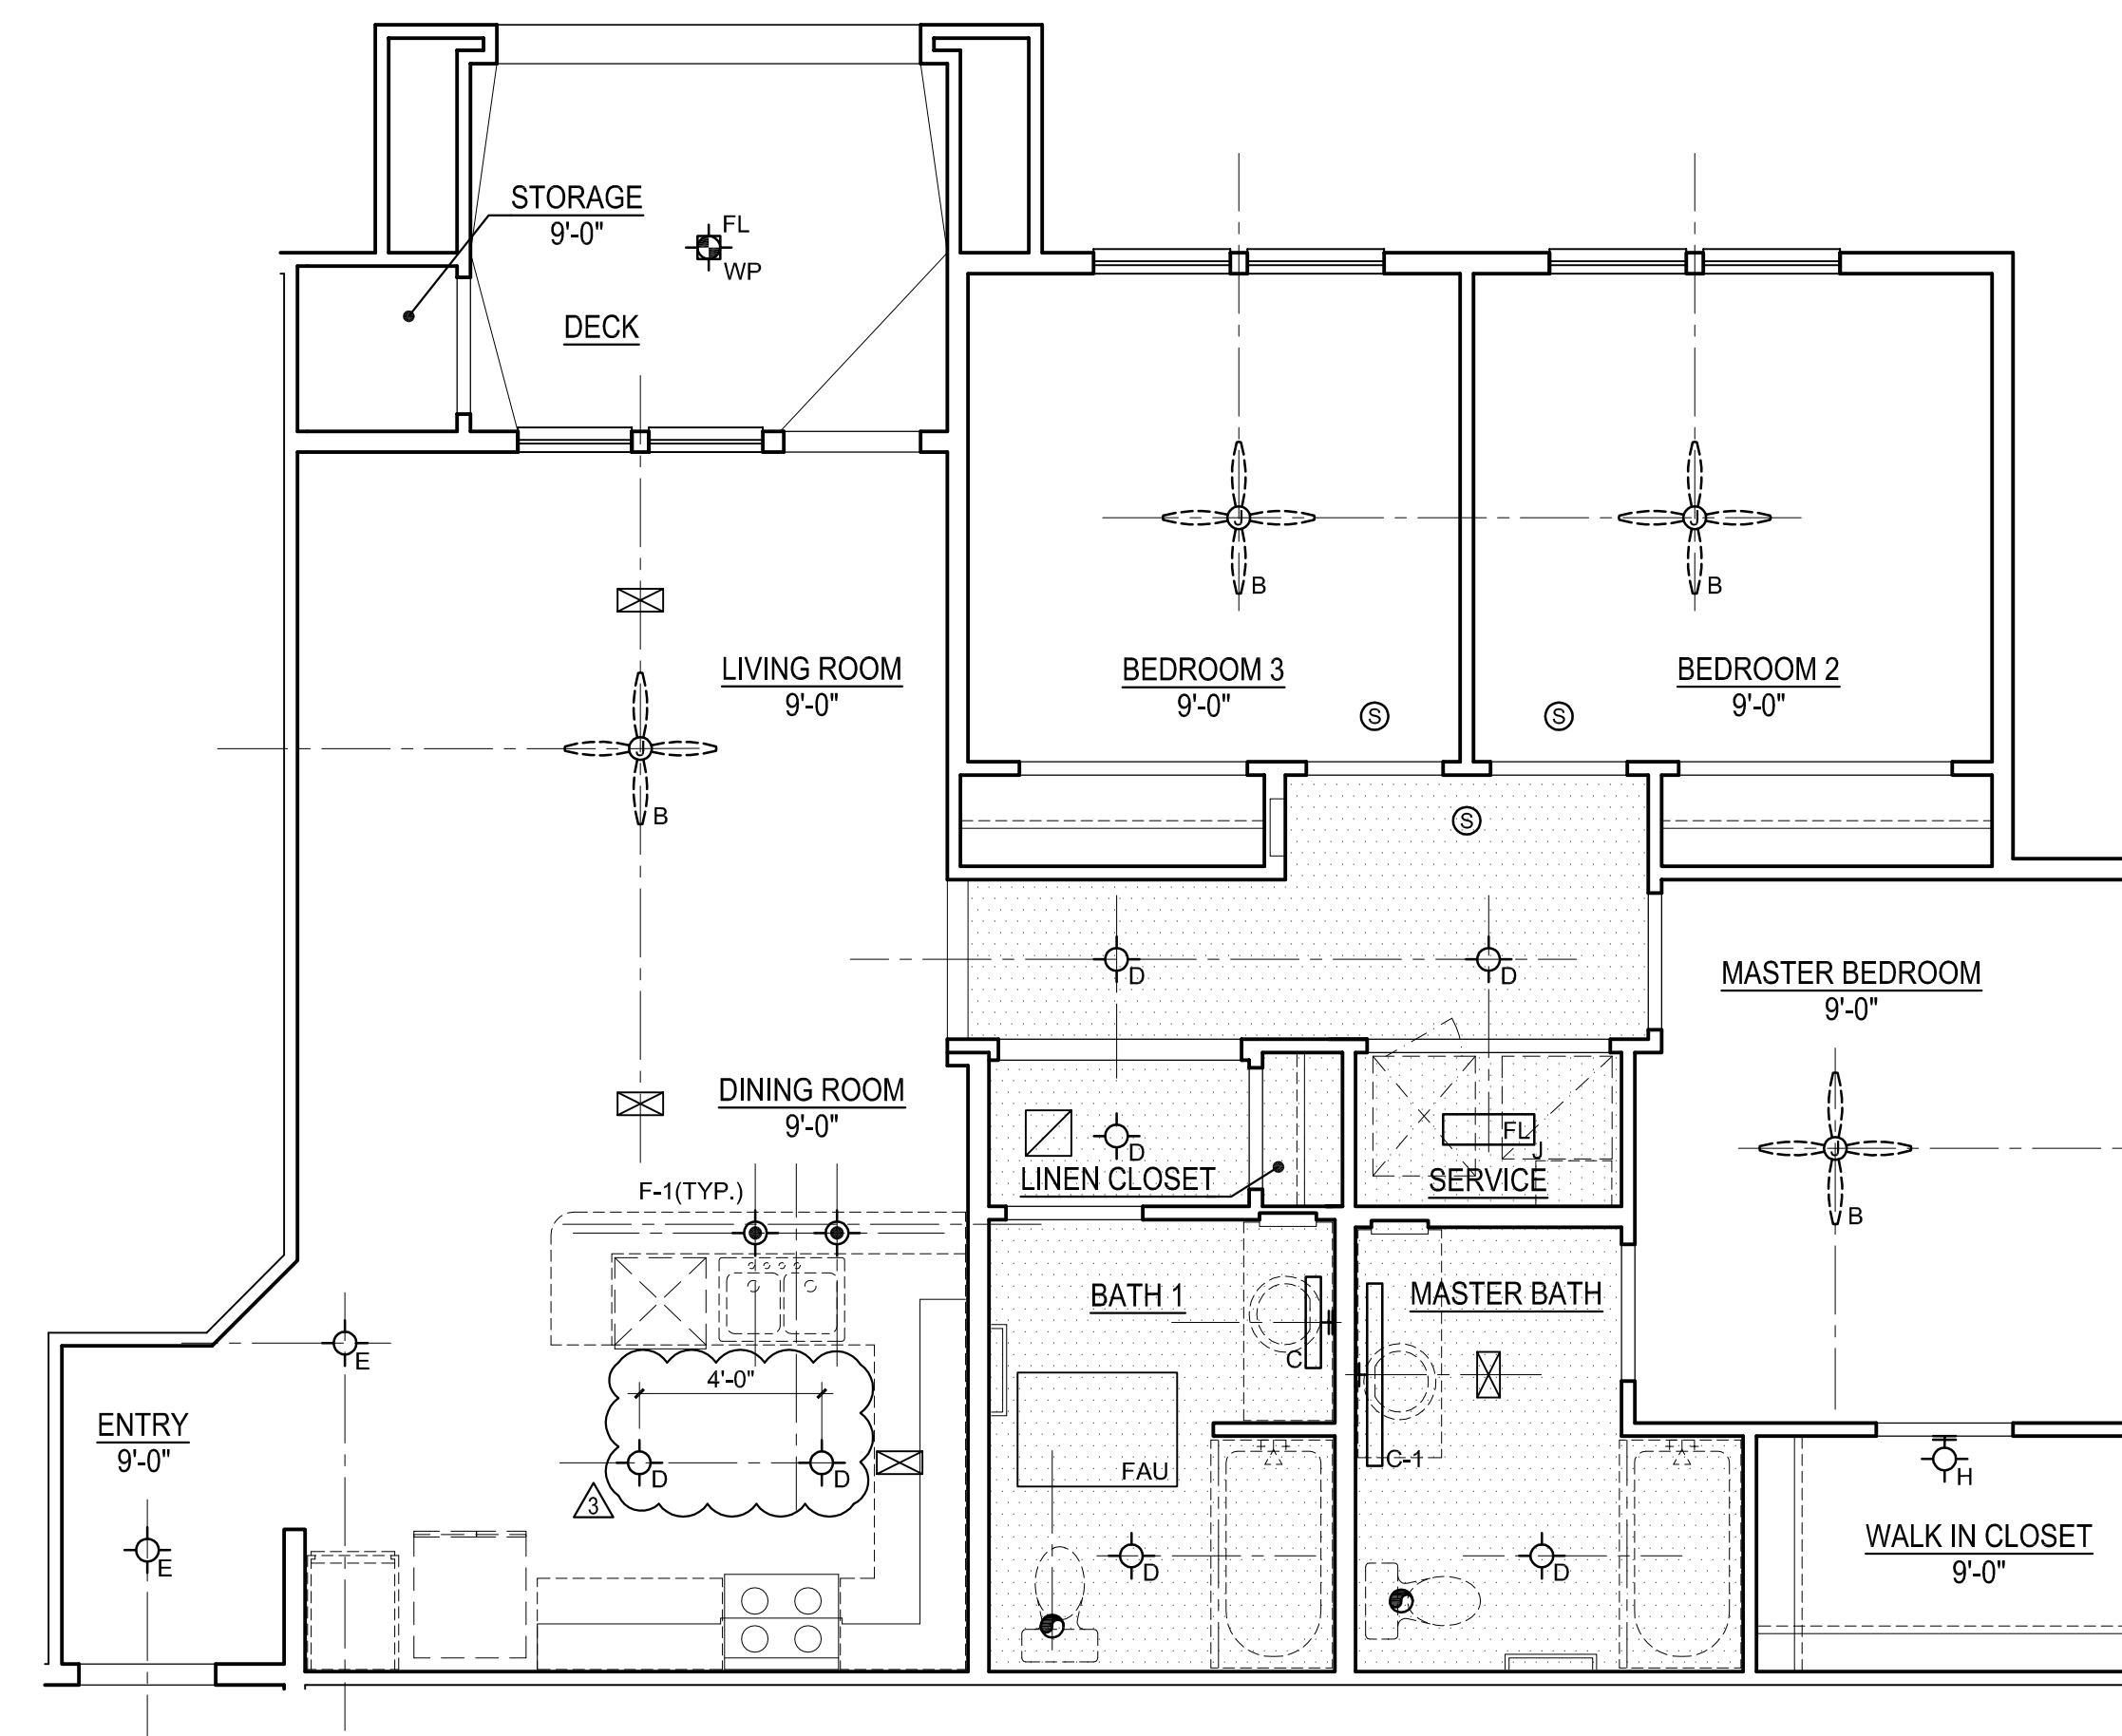 STORAGE
9'-0"
FL
WP
DECK
J
B
J
B
LIVING ROOM
9'-0"
BEDROOM 3
9'-0"
BEDROOM 2
9'-0"
S
S
J
B
S
D
D
MASTER BEDROOM
9'-0"
DINING ROOM
9'-0"
D
FL
J
LINEN CLOSET
SERVICE
J
B
F-1(TYP.)
BATH 1
MASTER BATH
E
C
4'-0"
ENTRY
9'-0"
D
D
FAU
C-1
H
3
WALK IN CLOSET
9'-0"
E
D
D